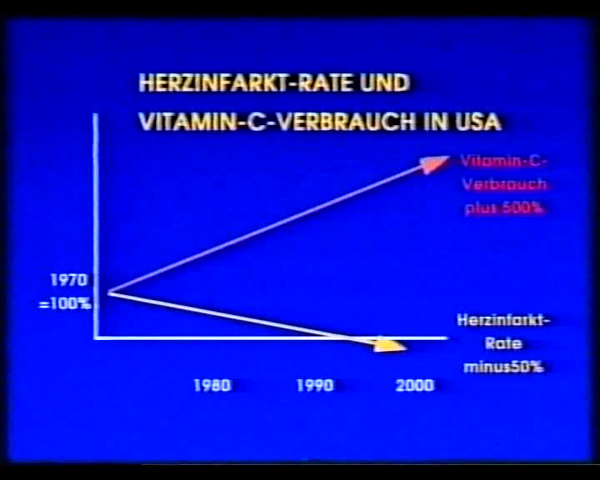 HERZINFARKT-RATE UND
VITAMIN-C-VERBRAUCH IN USA
Vitamin-C-
Verbrauch
plus 500%
1970
=100%
Herzinfarkt-
Rate
minus50%
1980 1990 2000